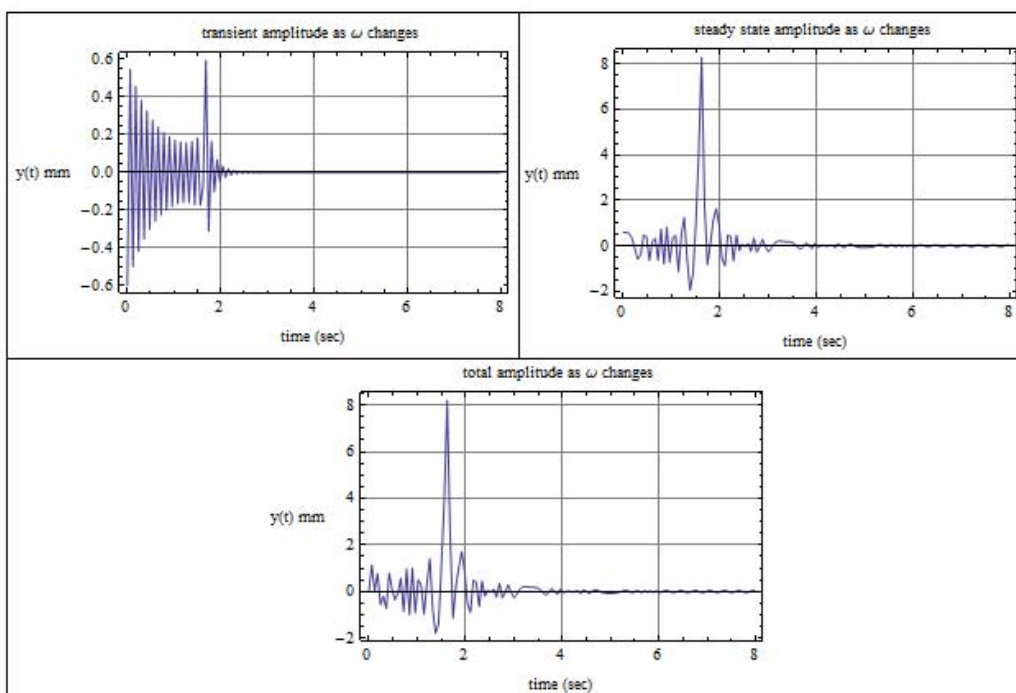 transient amplitude as ω changes
0.6
0.4
0.2
y(t) mm
0.0
−0.2
−0.4
−0.6
0 2 4 6 8
time (sec)
steady state amplitude as ω changes
8
6
4
y(t) mm
2
0
−2
0 2 4 6 8
time (sec)
total amplitude as ω changes
8
6
4
y(t) mm
2
0
−2
0 2 4 6 8
time (sec)